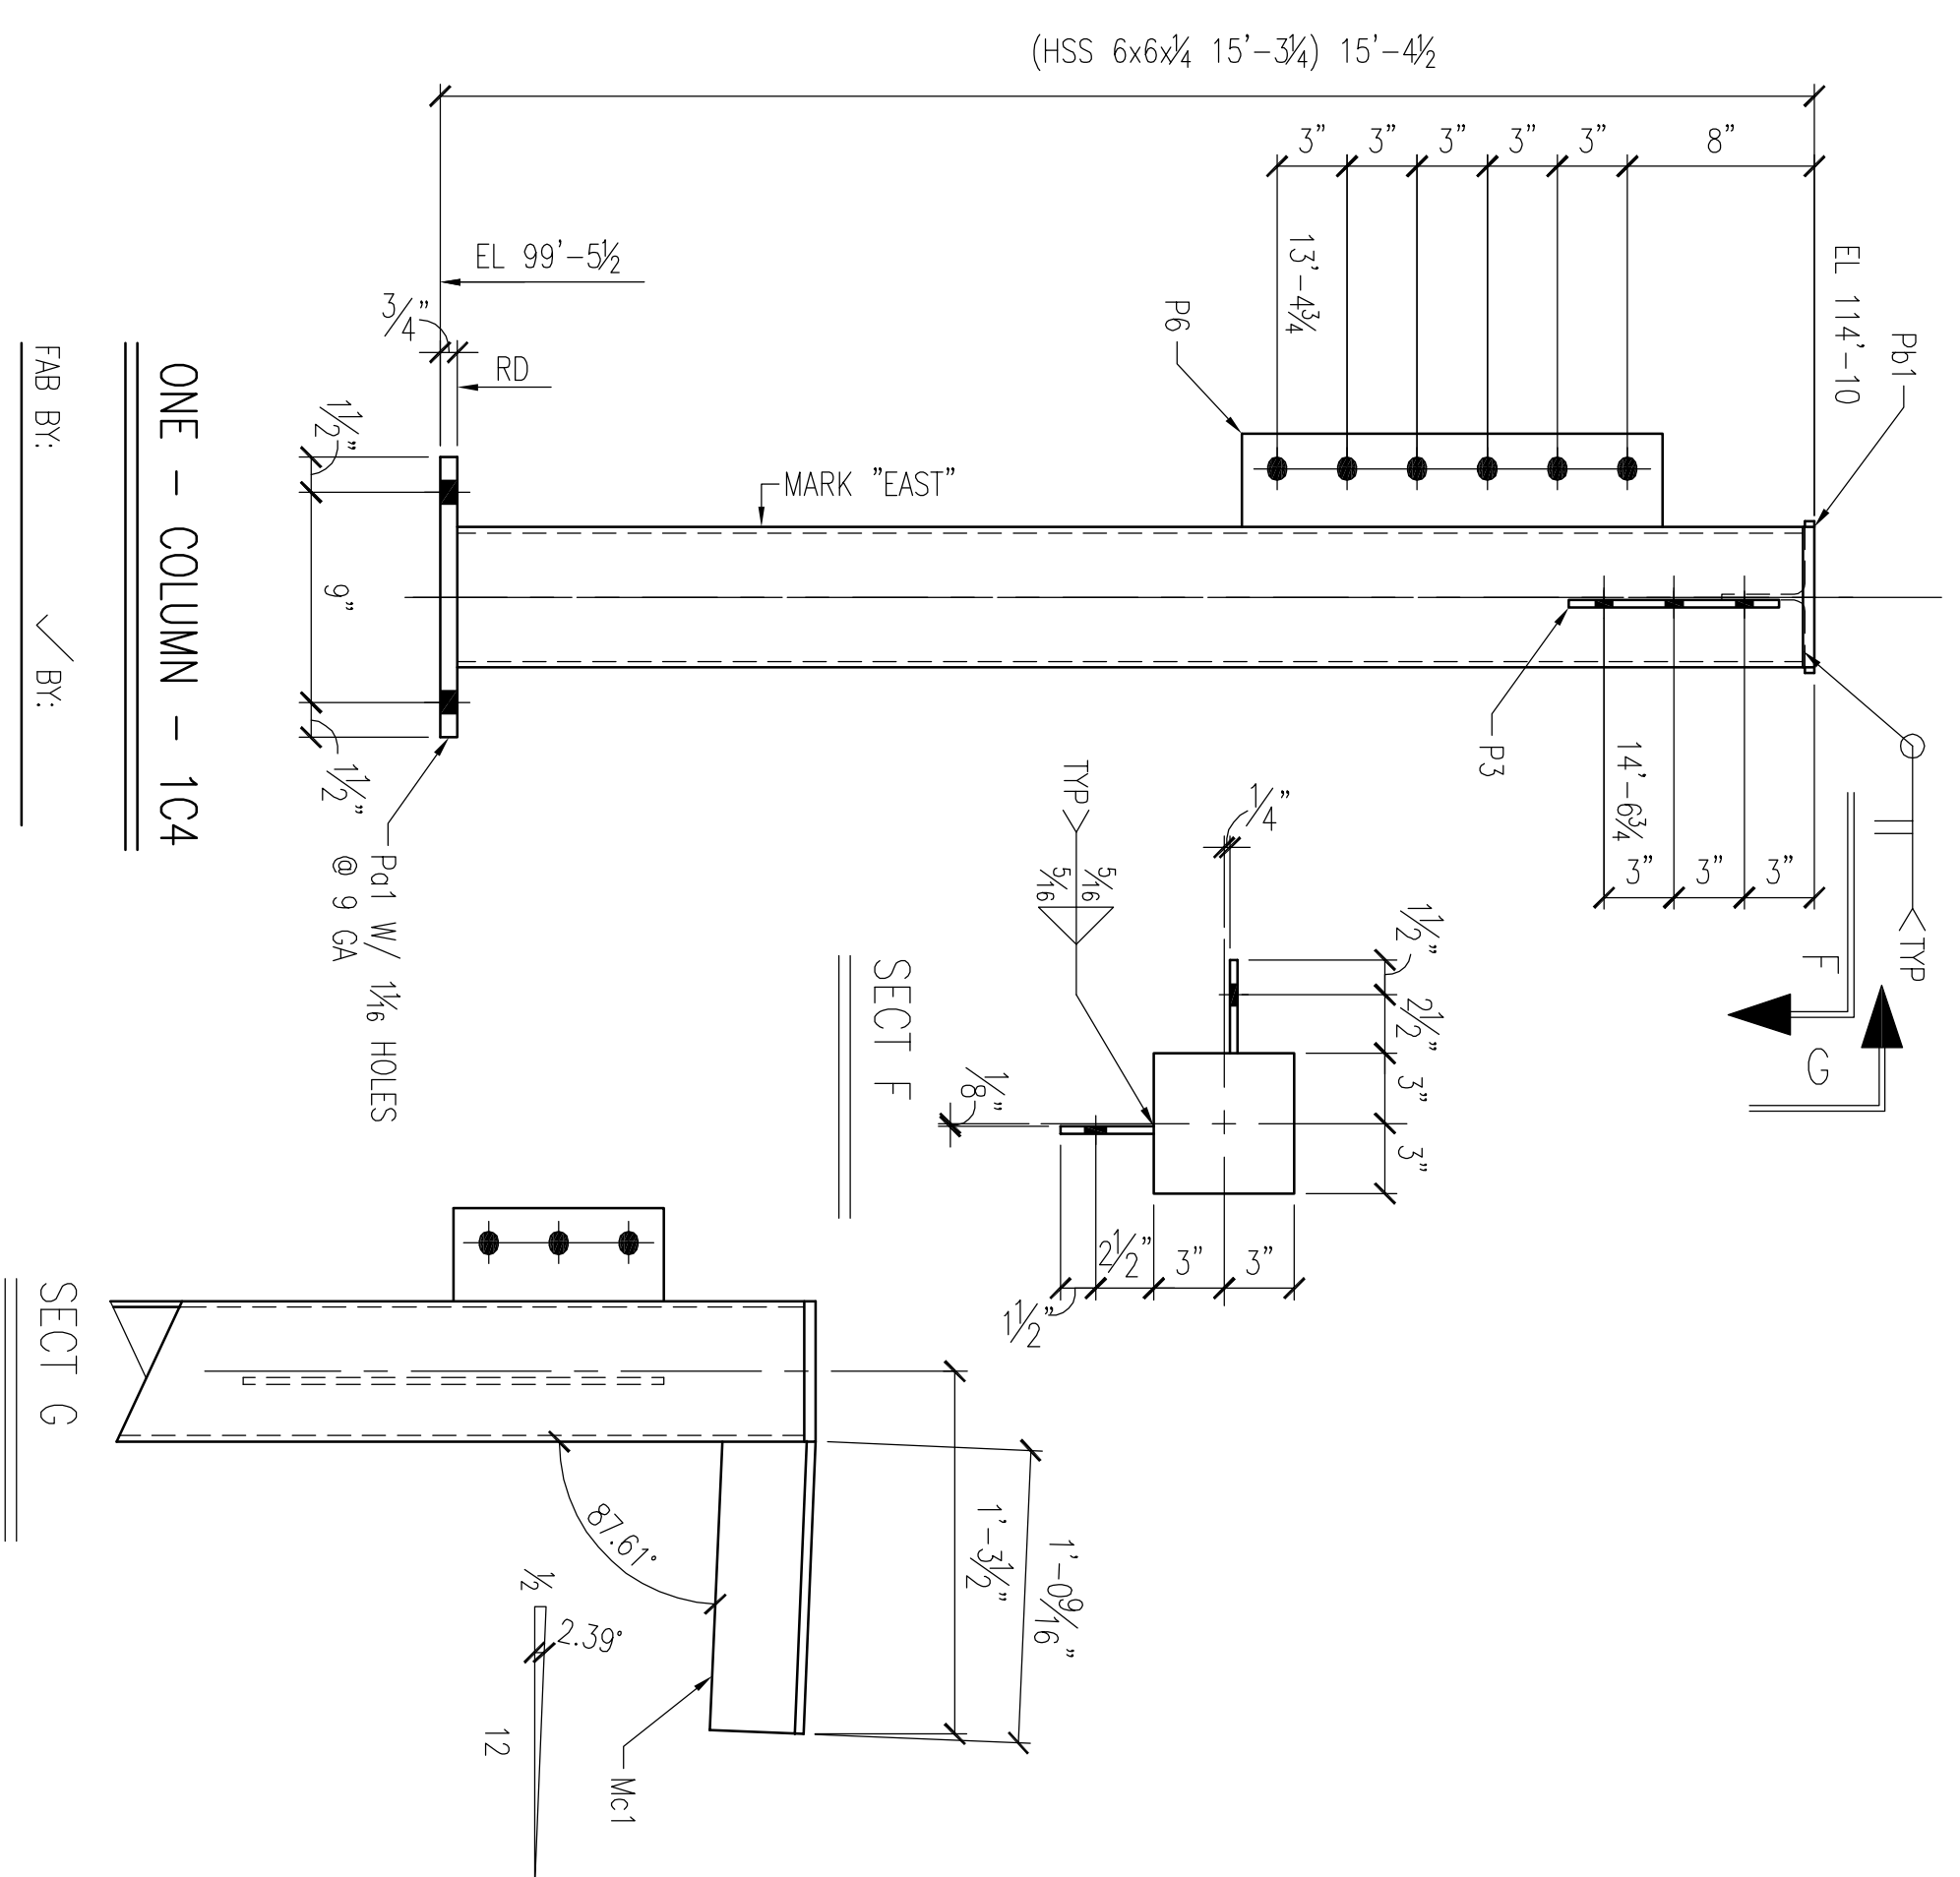 (HSS 6x6x¼ 15'-3¼) 15'-4½
3" 3" 3" 3" 3" 8"
13'-4¾
EL 99'-5½
EL 114'-10
3/4"
RD
P6
Pb1
MARK "EAST"
1½"
9"
1½"
P3
14'-6¾
3" 3" 3"
TYP
F
G
Pa1 W/ 1 1/16 HOLES
@ 9 GA
ONE - COLUMN - 1C4
FAB BY:
BY:
TYP
5/16
5/16
1/4"
1½" 2½" 3" 3"
1/8"
1½" 2½" 3" 3"
SECT F
87.61°
1'-3½"
1'-0 9/16"
½
2.39°
12
Mc1
SECT G